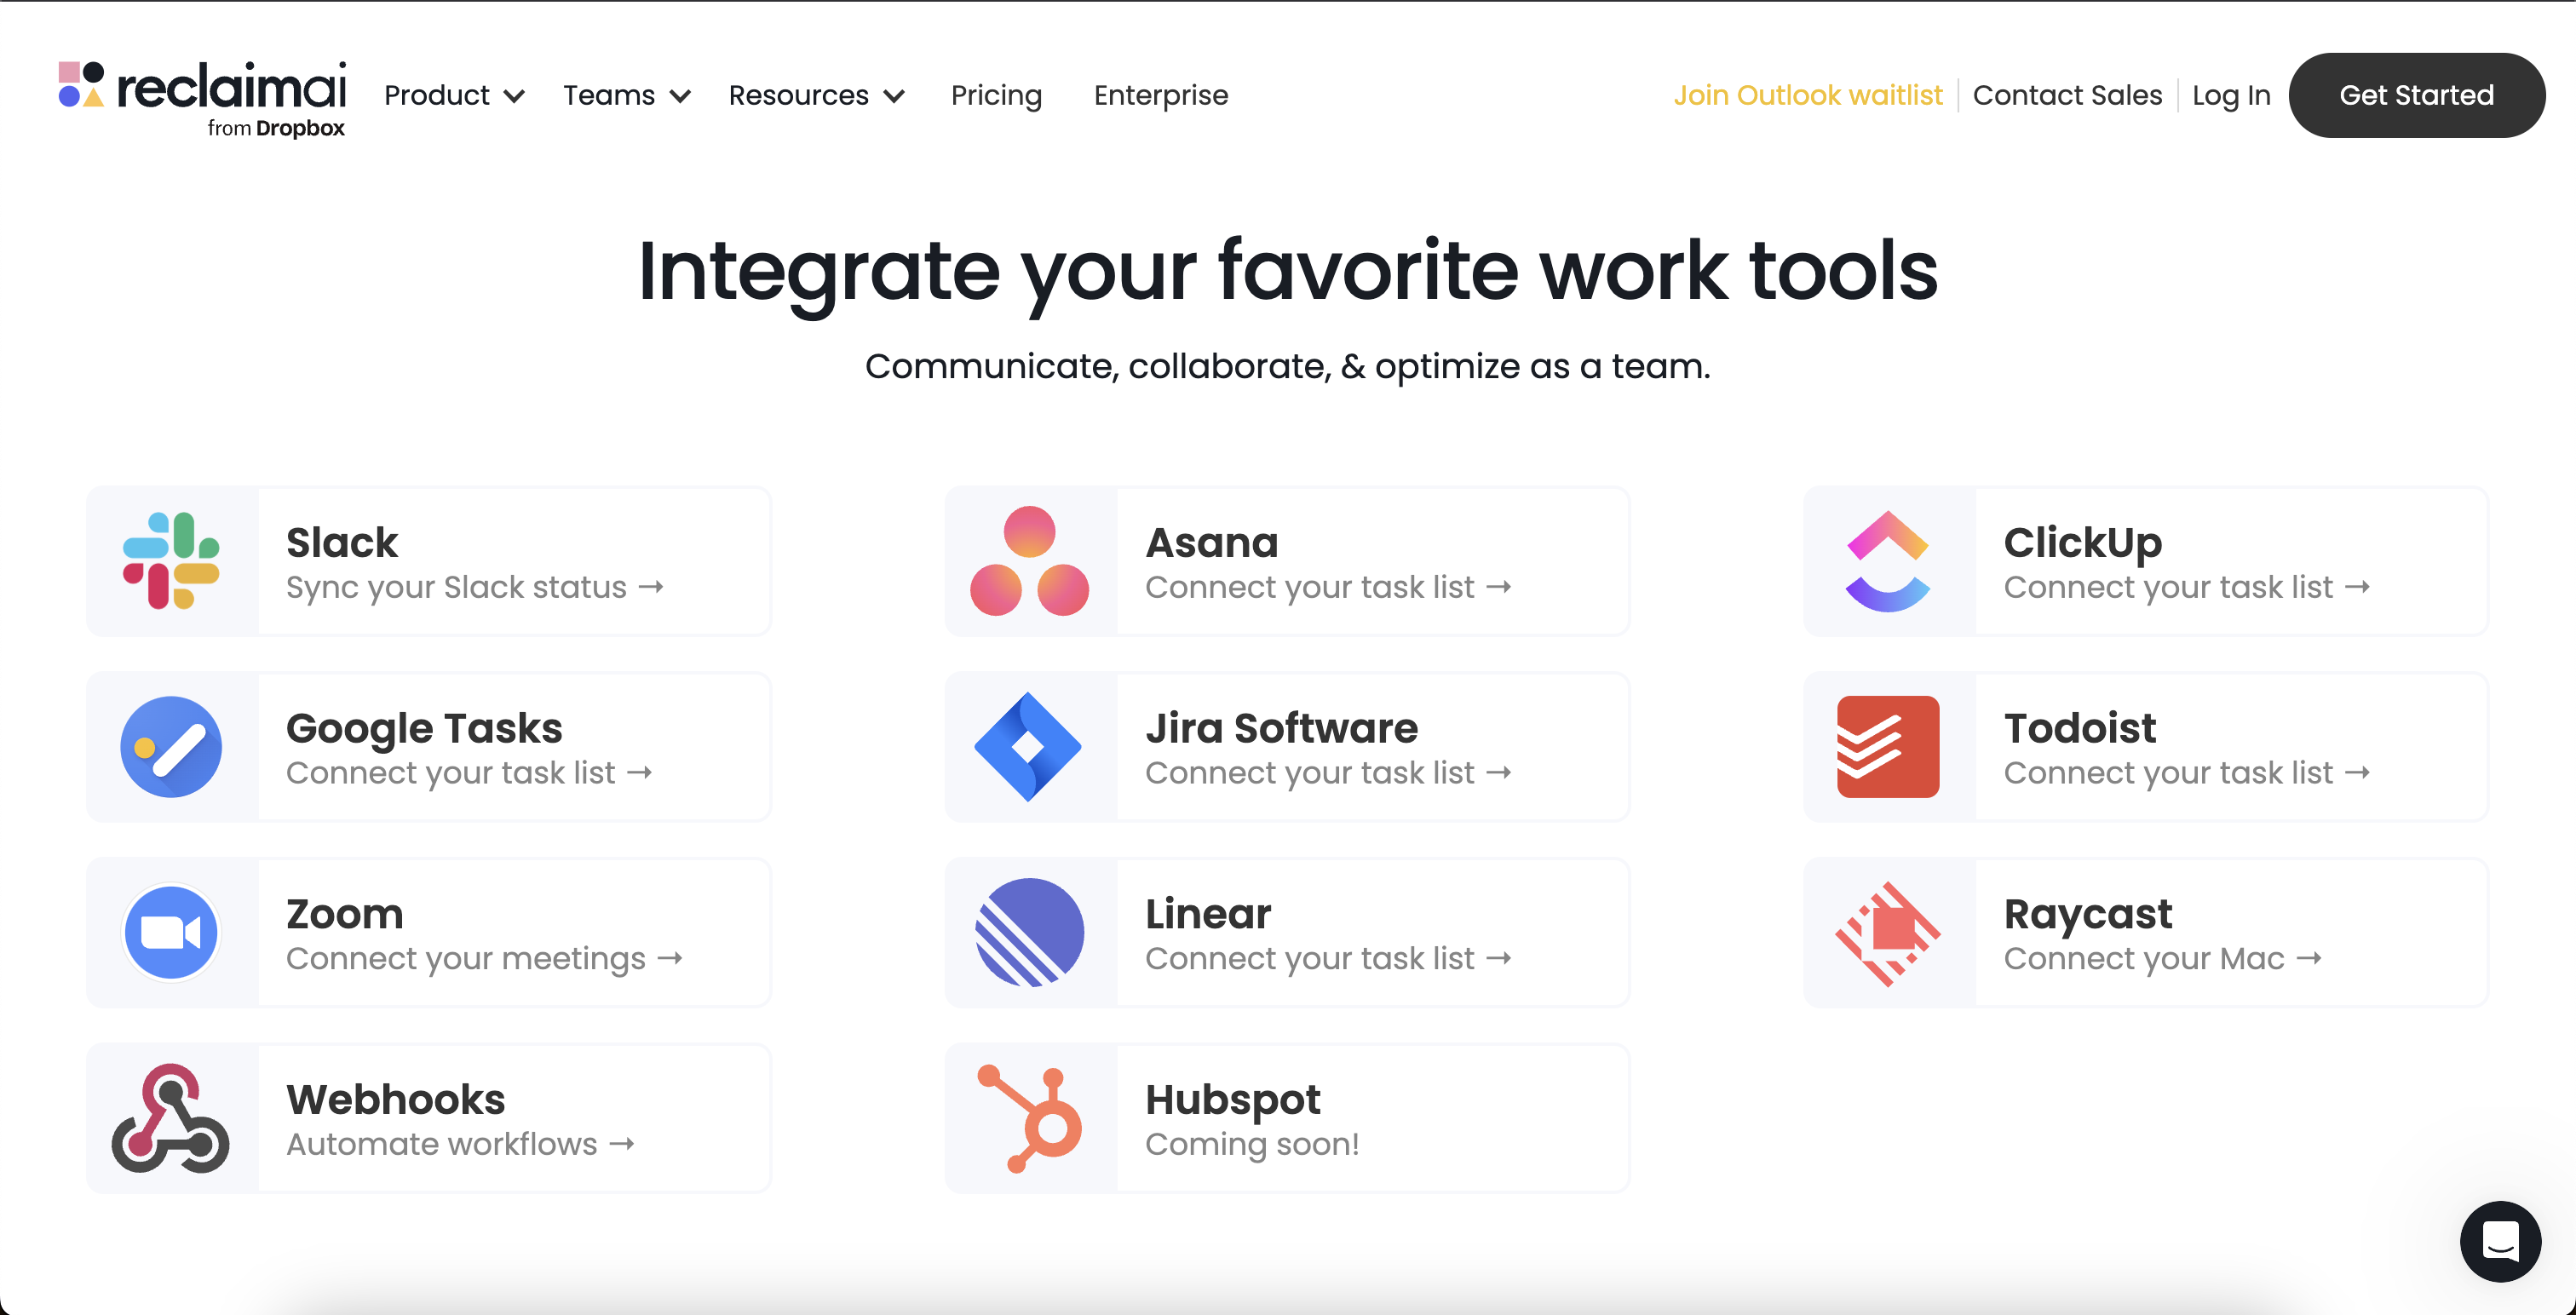 reclaimai
from Dropbox
Product
Teams
Resources
Pricing
Enterprise
Join Outlook waitlist
Contact Sales
Log In
Get Started
Integrate your favorite work tools
Communicate, collaborate, & optimize as a team.
Slack
Sync your Slack status →
Asana
Connect your task list →
ClickUp
Connect your task list →
Google Tasks
Connect your task list →
Jira Software
Connect your task list →
Todoist
Connect your task list →
Zoom
Connect your meetings →
Linear
Connect your task list →
Raycast
Connect your Mac →
Webhooks
Automate workflows →
Hubspot
Coming soon!